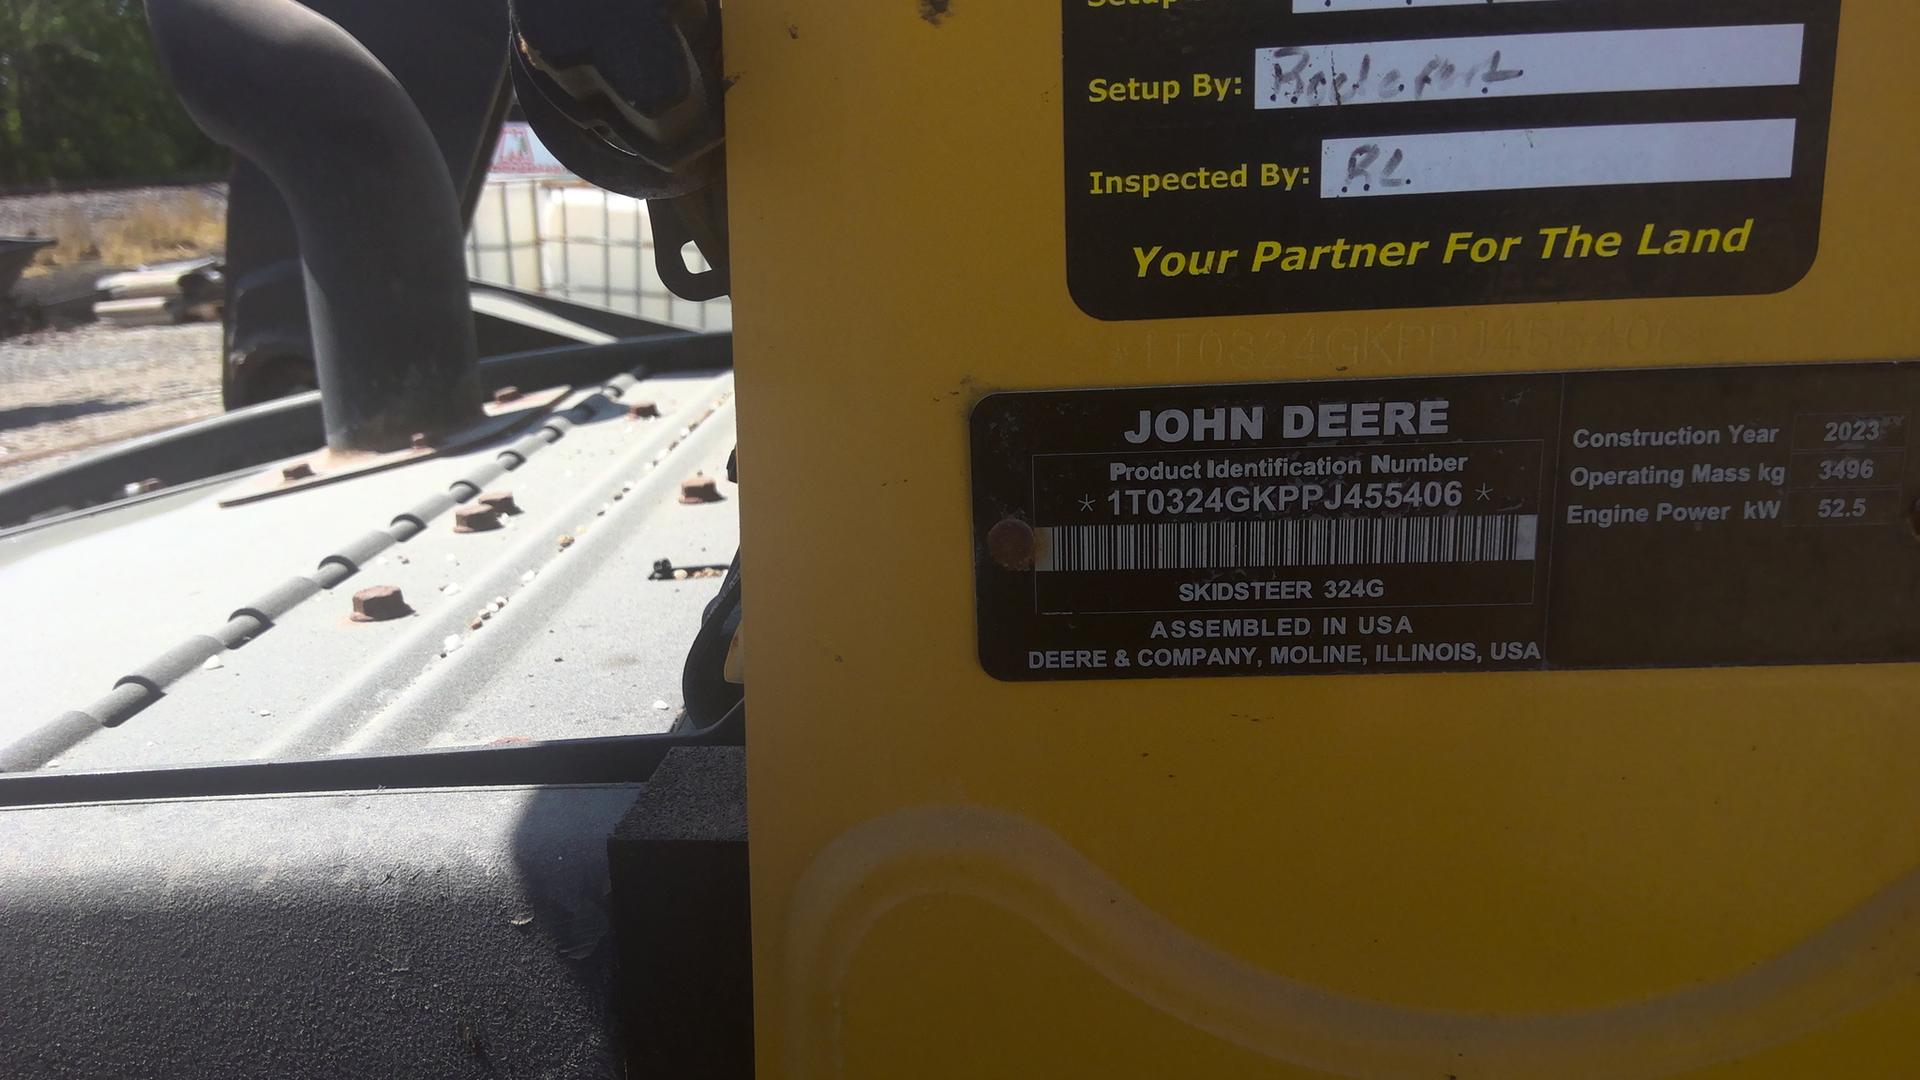 Setup By:
Inspected By: RL
Your Partner For The Land
*1T0324GKPPJ455406*
JOHN DEERE
Product Identification Number
* 1T0324GKPPJ455406 *
SKIDSTEER 324G
ASSEMBLED IN USA
DEERE & COMPANY, MOLINE, ILLINOIS, USA
Construction Year 2023
Operating Mass kg 3496
Engine Power kW 52.5